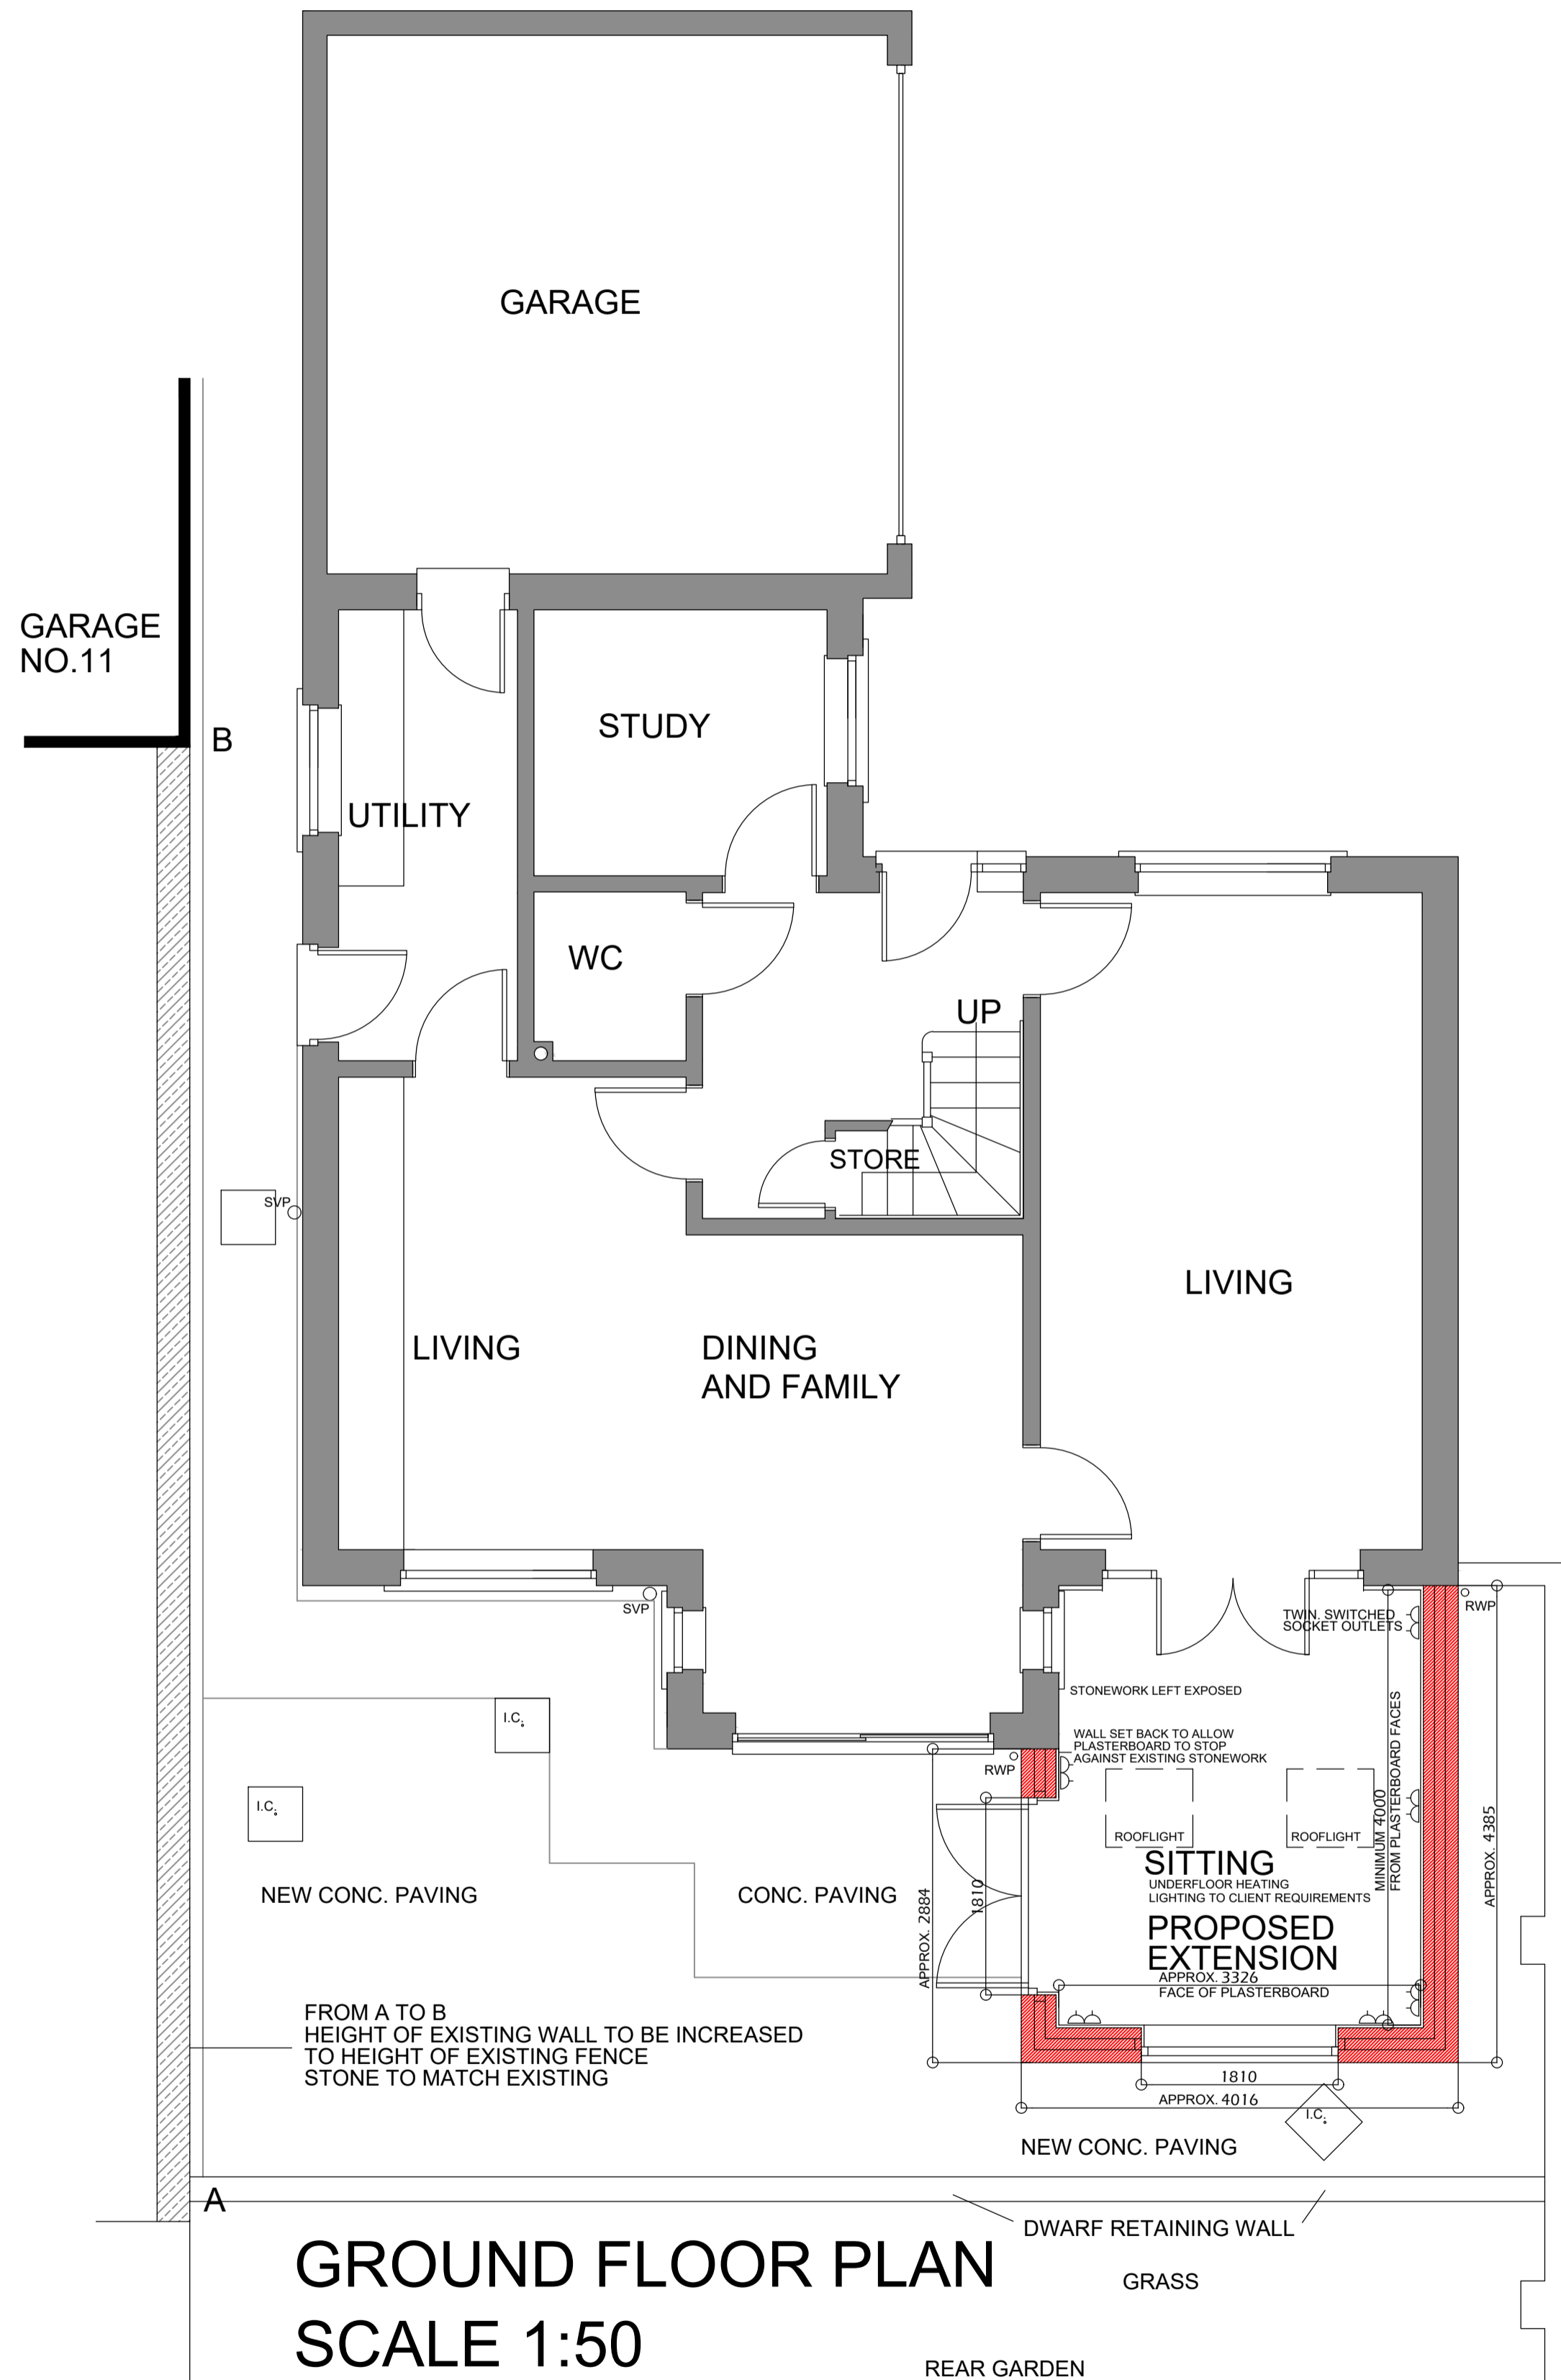 GARAGE
GARAGE
NO.11
B
STUDY
UTILITY
WC
UP
STORE
SVP
LIVING
LIVING
DINING
AND FAMILY
SVP
TWIN. SWITCHED
SOCKET OUTLETS
RWP
STONEWORK LEFT EXPOSED
WALL SET BACK TO ALLOW
PLASTERBOARD TO STOP
AGAINST EXISTING STONEWORK
I.C.
RWP
I.C.
ROOFLIGHT
ROOFLIGHT
MINIMUM 4000
FROM PLASTERBOARD FACES
APPROX. 4385
SITTING
UNDERFLOOR HEATING
LIGHTING TO CLIENT REQUIREMENTS
NEW CONC. PAVING
CONC. PAVING
APPROX. 2884
1810
PROPOSED
EXTENSION
APPROX. 3326
FACE OF PLASTERBOARD
FROM A TO B
HEIGHT OF EXISTING WALL TO BE INCREASED
TO HEIGHT OF EXISTING FENCE
STONE TO MATCH EXISTING
1810
APPROX. 4016
I.C.
NEW CONC. PAVING
A
DWARF RETAINING WALL
GROUND FLOOR PLAN
GRASS
SCALE 1:50
REAR GARDEN